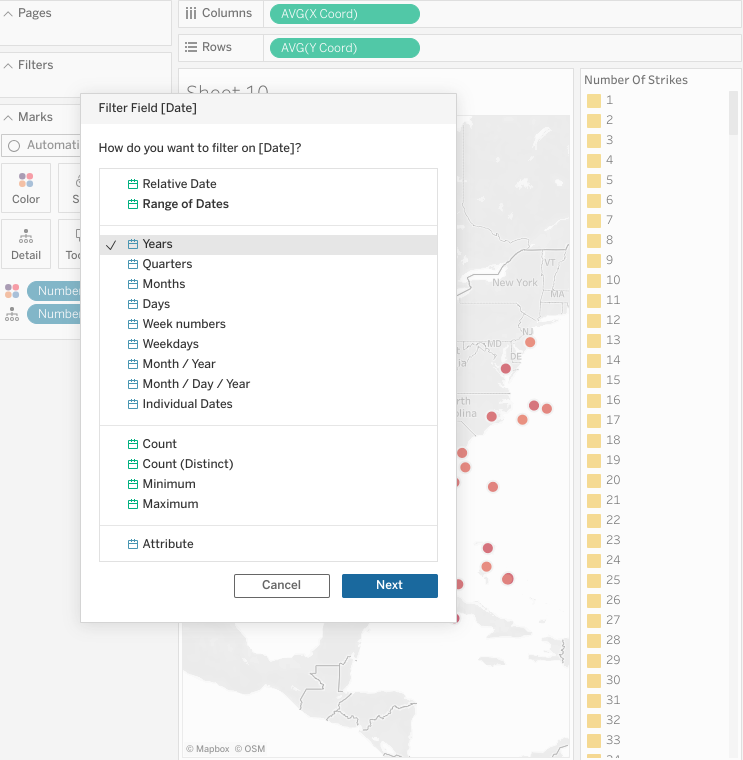 Pages
Columns
AVG(X Coord)
Rows
AVG(Y Coord)
Filters
Sheet 10
Number Of Strikes
Marks
Automati
Color
S
Detail
Too
Number
Number
Filter Field [Date]
How do you want to filter on [Date]?
Relative Date
Range of Dates
Years
Quarters
Months
Days
Week numbers
Weekdays
Month / Year
Month / Day / Year
Individual Dates
Count
Count (Distinct)
Minimum
Maximum
Attribute
Cancel
Next
VT
New York
MA
NJ
MD
DE
ia
rth
olina
© Mapbox © OSM
1
2
3
4
5
6
7
8
9
10
11
12
13
14
15
16
17
18
19
20
21
22
23
24
25
26
27
28
29
30
31
32
33